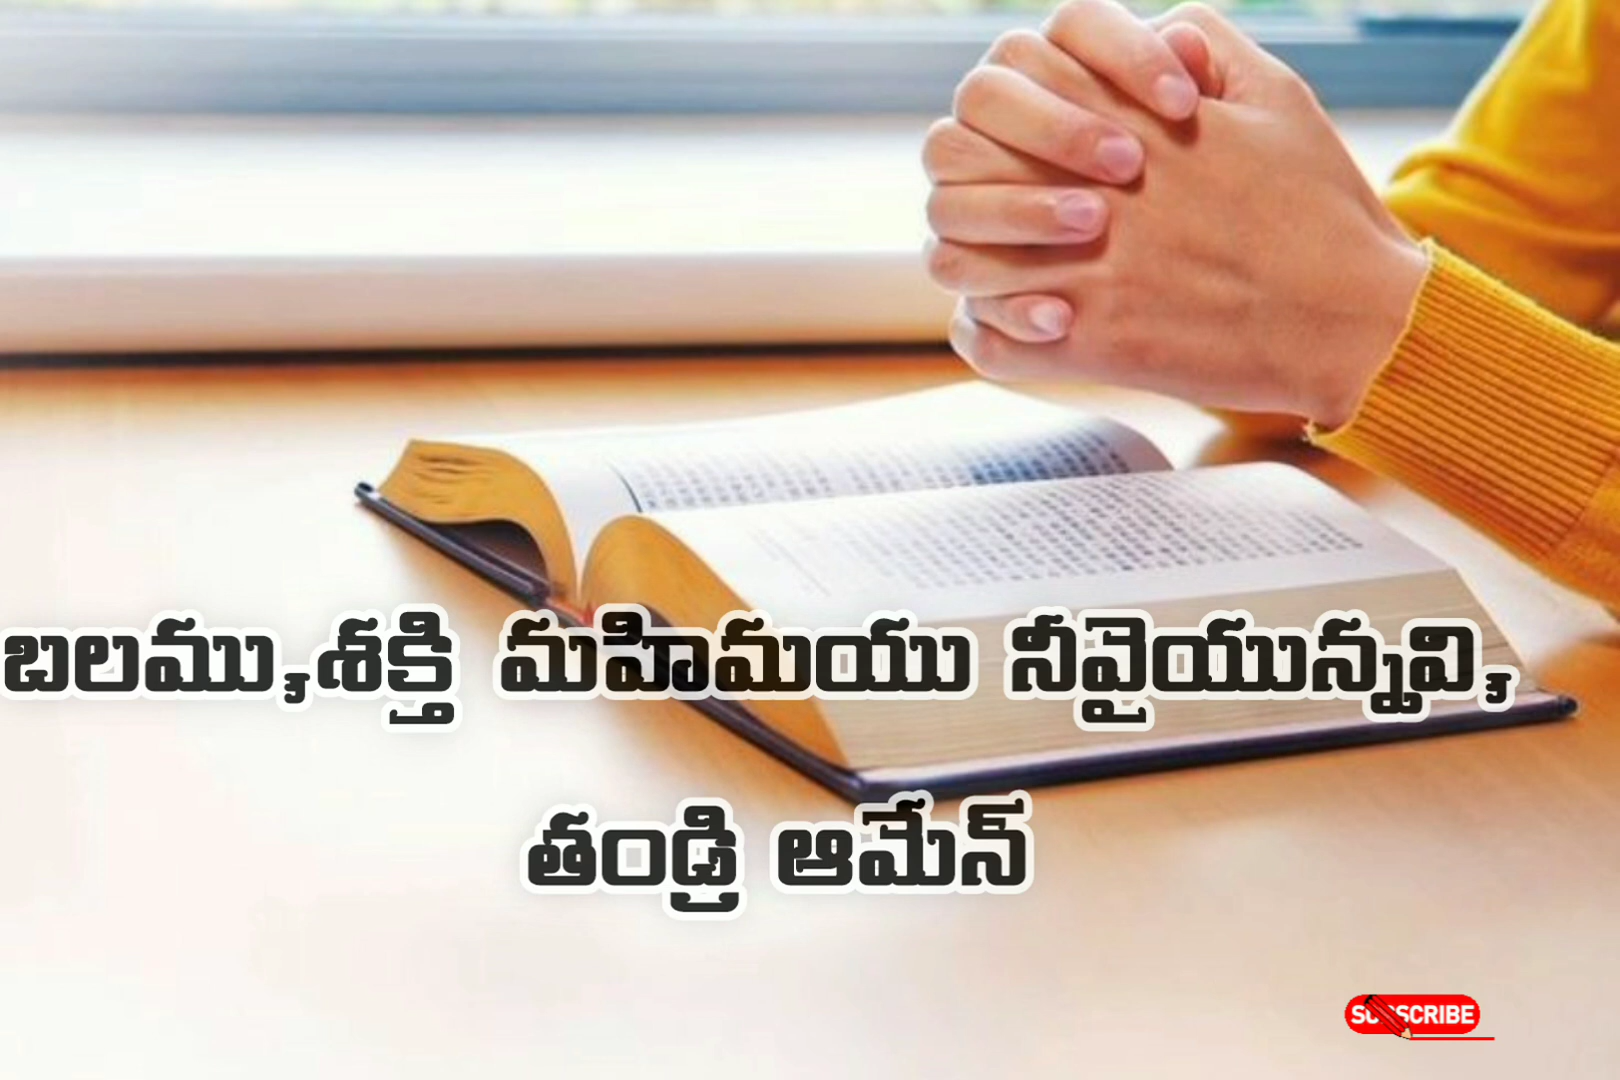 బలము,శక్తి మహిమయు నీవైయున్నవి,
తండ్రి ఆమేన్
SUBSCRIBE